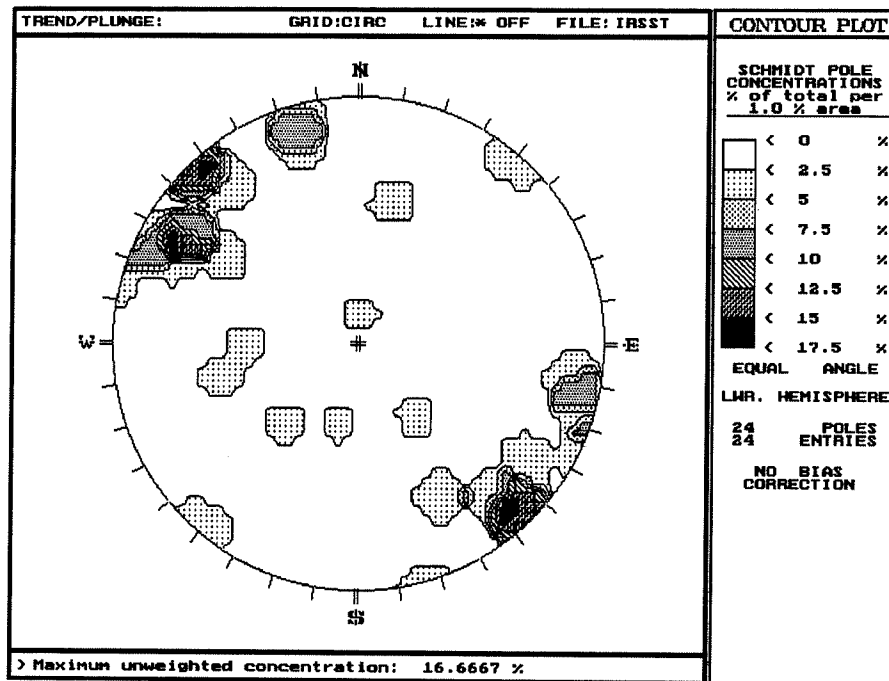 TREND/PLUNGE: GRID:CIRC LINE:* OFF FILE: IRSST
CONTOUR PLOT
SCHMIDT POLE
CONCENTRATIONS
% of total per
1.0 % area
< 0 %
< 2.5 %
< 5 %
< 7.5 %
< 10 %
< 12.5 %
< 15 %
< 17.5 %
EQUAL ANGLE
LWR. HEMISPHERE
24 POLES
24 ENTRIES
NO BIAS
CORRECTION
N
W
E
S
> Maximum unweighted concentration: 16.6667 %